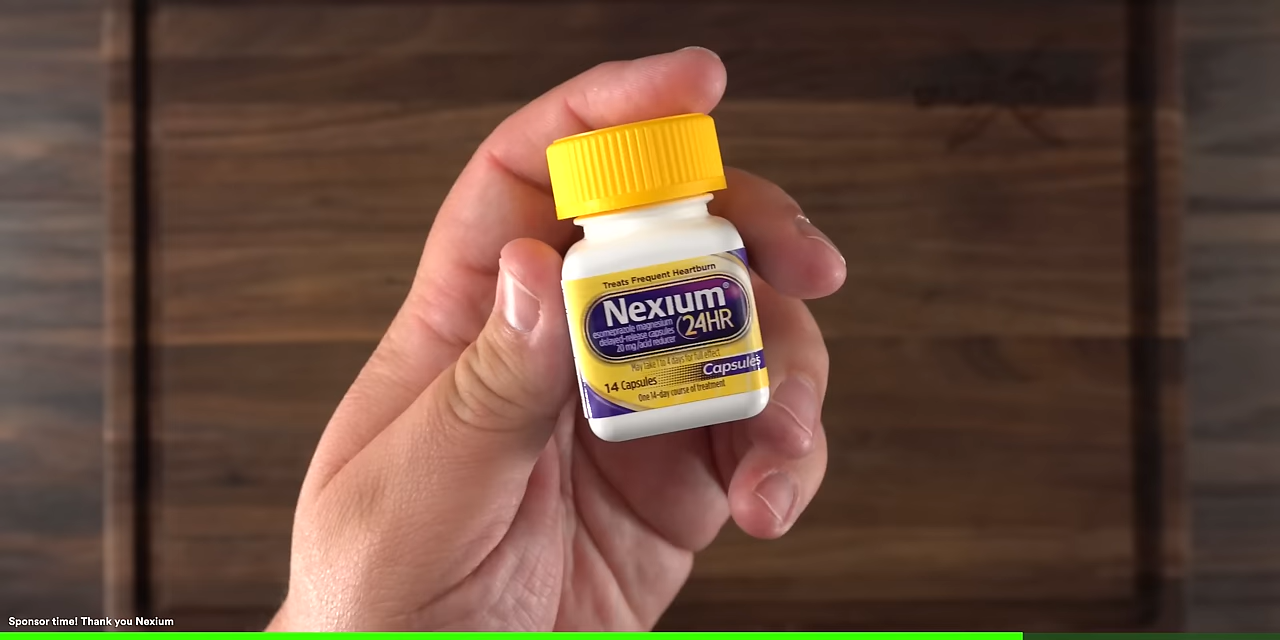 Treats Frequent Heartburn
Nexium®
esomeprazole magnesium
delayed-release capsules
20 mg /acid reducer
24HR
May take 1 to 4 days for full effect
Capsules
14 Capsules
One 14-day course of treatment
Sponsor time! Thank you Nexium